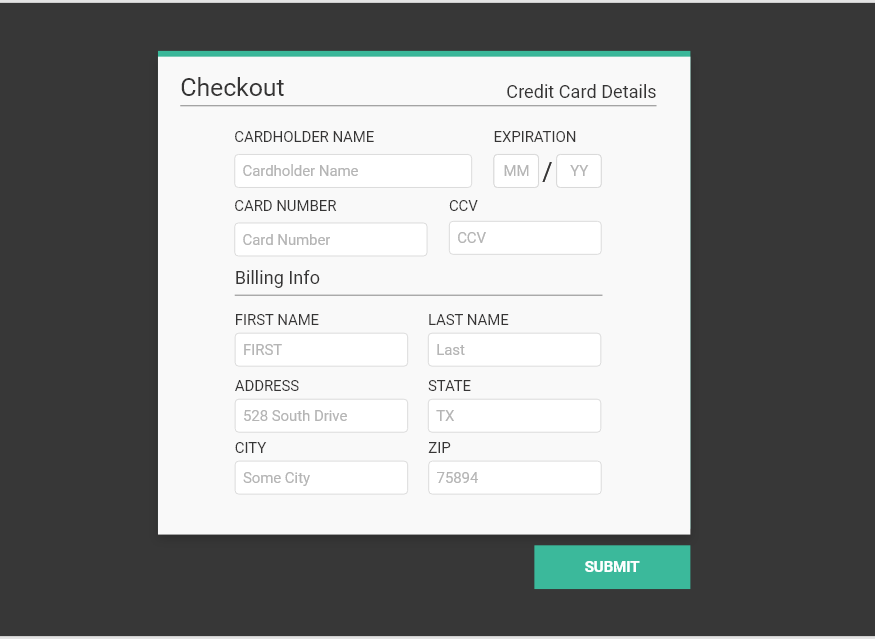 Checkout
Credit Card Details
CARDHOLDER NAME EXPIRATION
Cardholder Name MM / YY
CARD NUMBER CCV
Card Number CCV
Billing Info
FIRST NAME LAST NAME
FIRST Last
ADDRESS STATE
528 South Drive TX
CITY ZIP
Some City 75894
SUBMIT